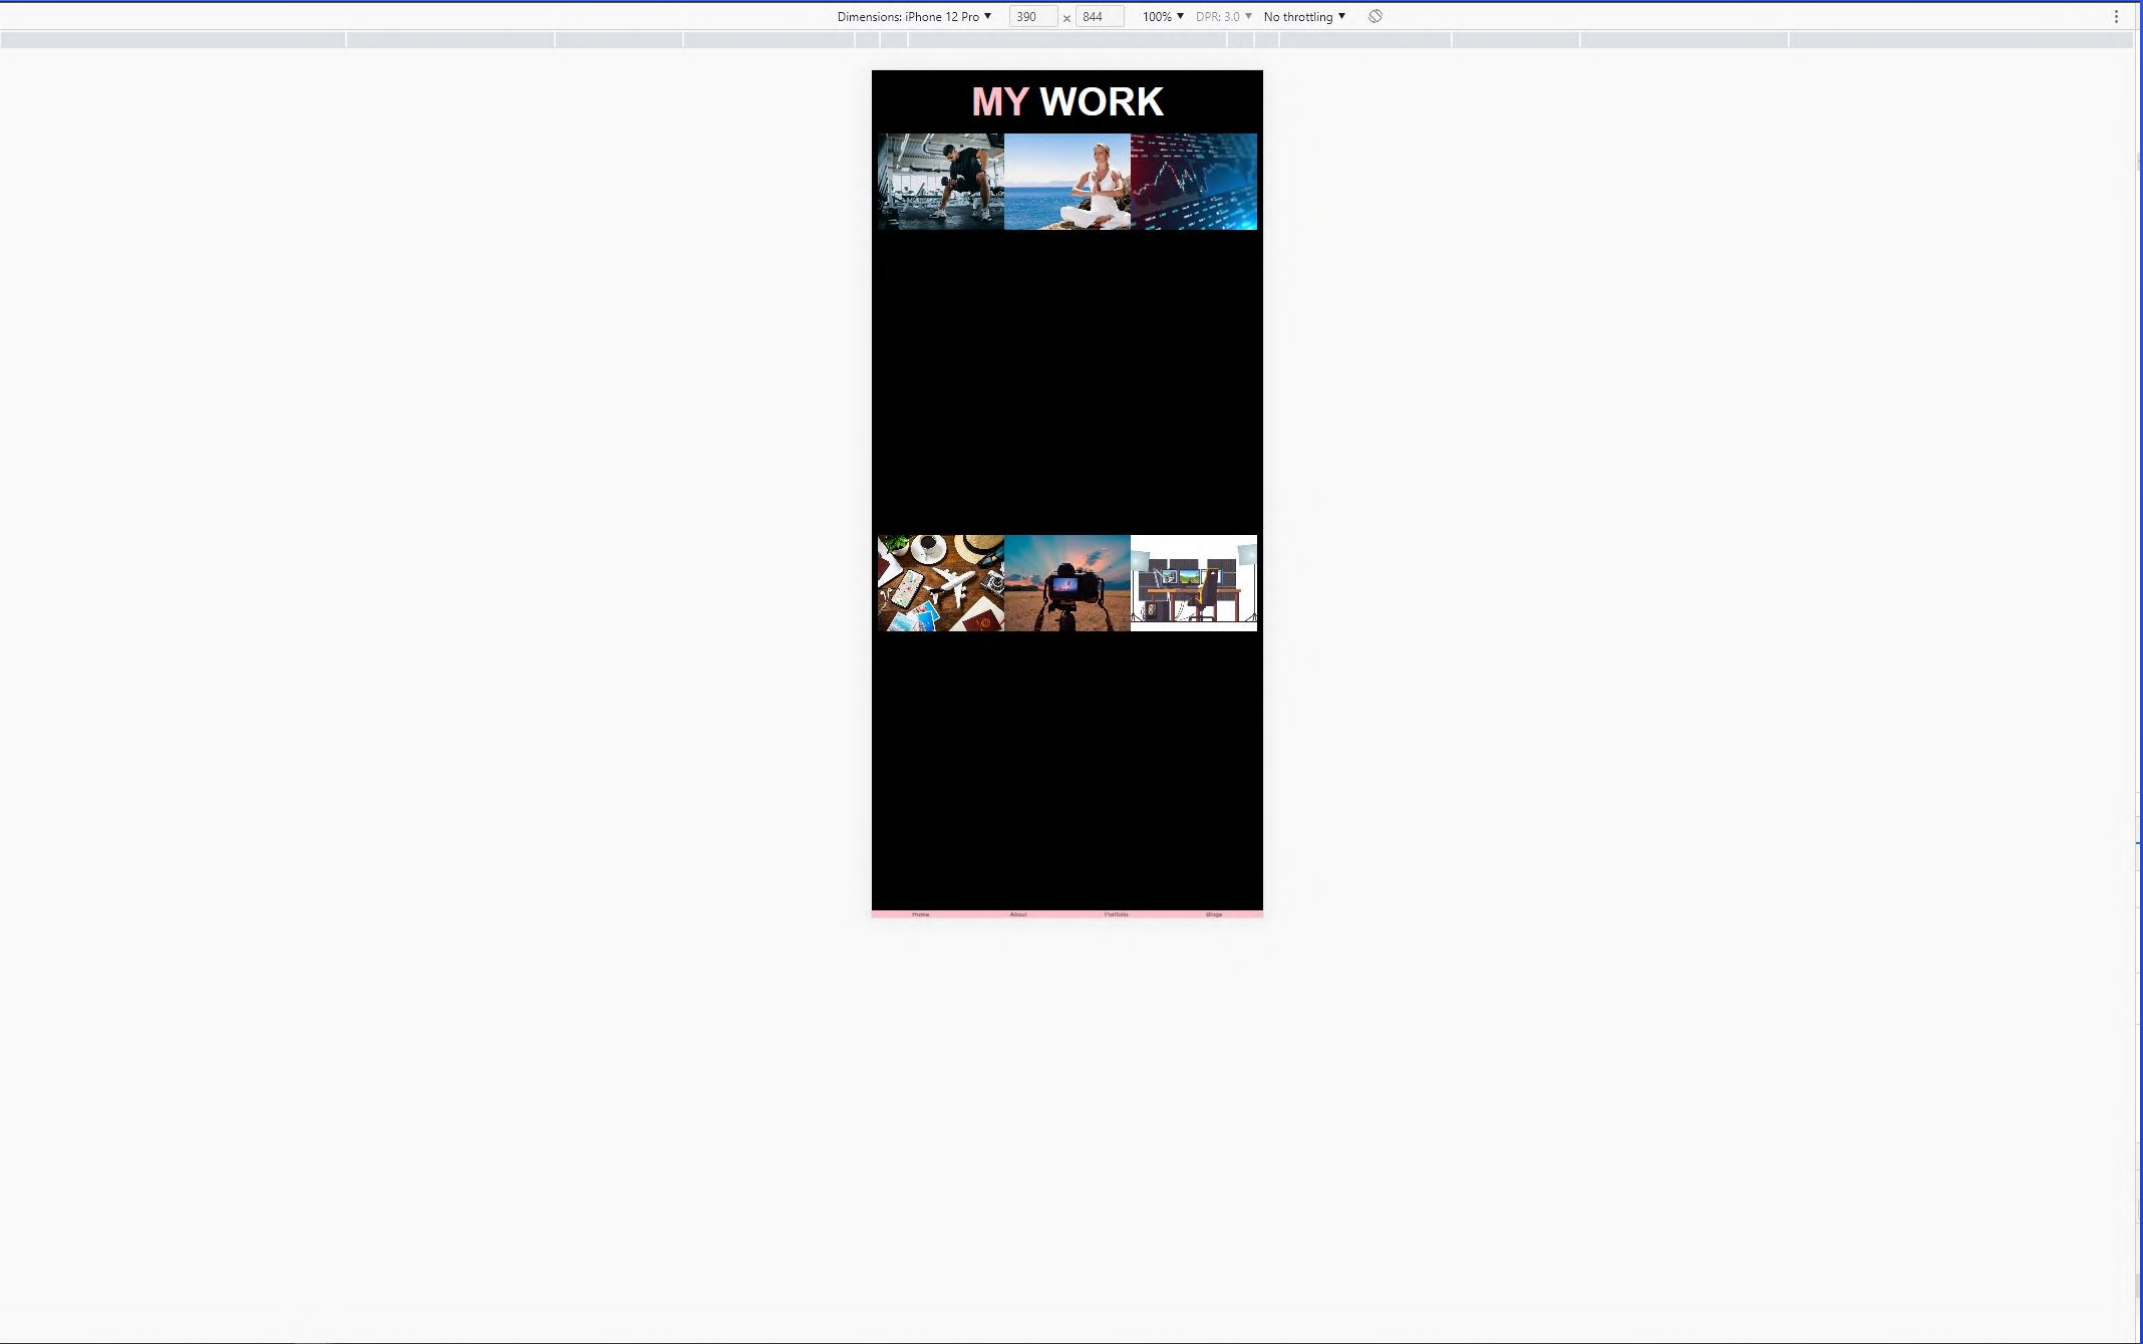 Dimensions: iPhone 12 Pro ▼ 390 × 844 100% ▼ DPR: 3.0 ▼ No throttling ▼
MY WORK
Home About Portfolio Blogs